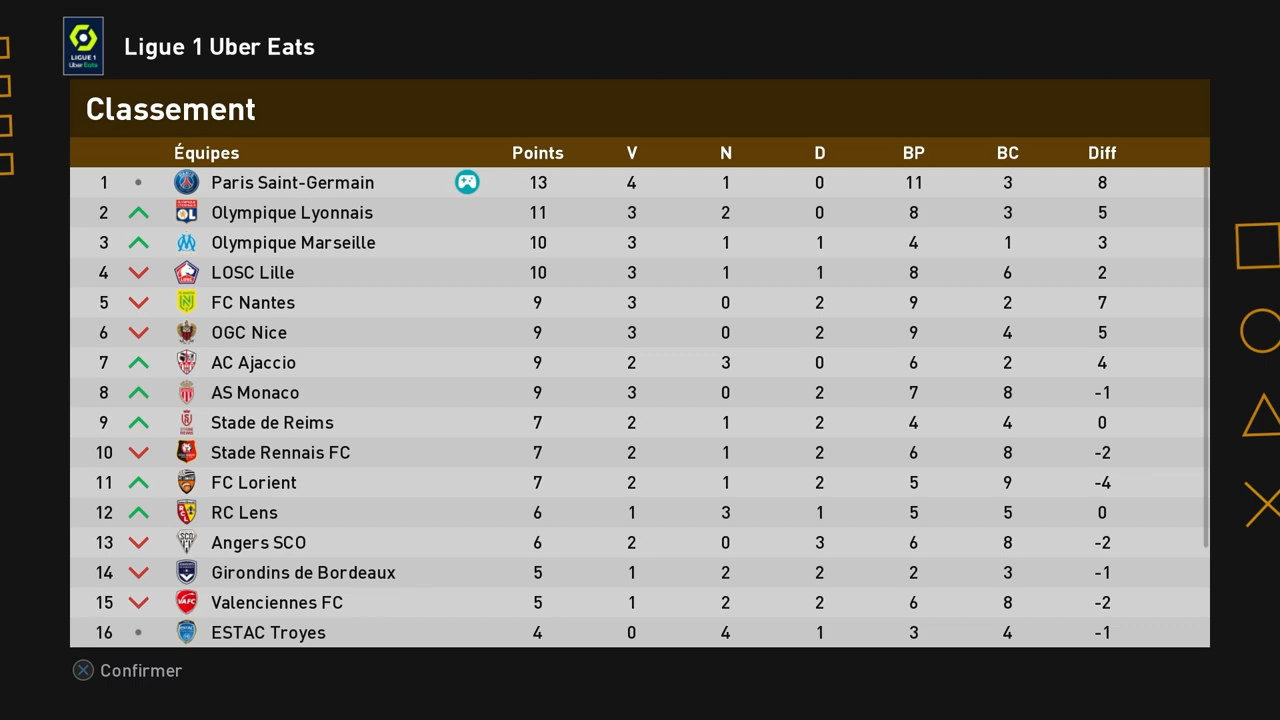 LIGUE 1
Uber Eats
Ligue 1 Uber Eats
Classement
Équipes Points V N D BP BC Diff
1 Paris Saint-Germain 13 4 1 0 11 3 8
2 Olympique Lyonnais 11 3 2 0 8 3 5
3 Olympique Marseille 10 3 1 1 4 1 3
4 LOSC Lille 10 3 1 1 8 6 2
5 FC Nantes 9 3 0 2 9 2 7
6 OGC Nice 9 3 0 2 9 4 5
7 AC Ajaccio 9 2 3 0 6 2 4
8 AS Monaco 9 3 0 2 7 8 -1
9 Stade de Reims 7 2 1 2 4 4 0
10 Stade Rennais FC 7 2 1 2 6 8 -2
11 FC Lorient 7 2 1 2 5 9 -4
12 RC Lens 6 1 3 1 5 5 0
13 Angers SCO 6 2 0 3 6 8 -2
14 Girondins de Bordeaux 5 1 2 2 2 3 -1
15 Valenciennes FC 5 1 2 2 6 8 -2
16 ESTAC Troyes 4 0 4 1 3 4 -1
Confirmer